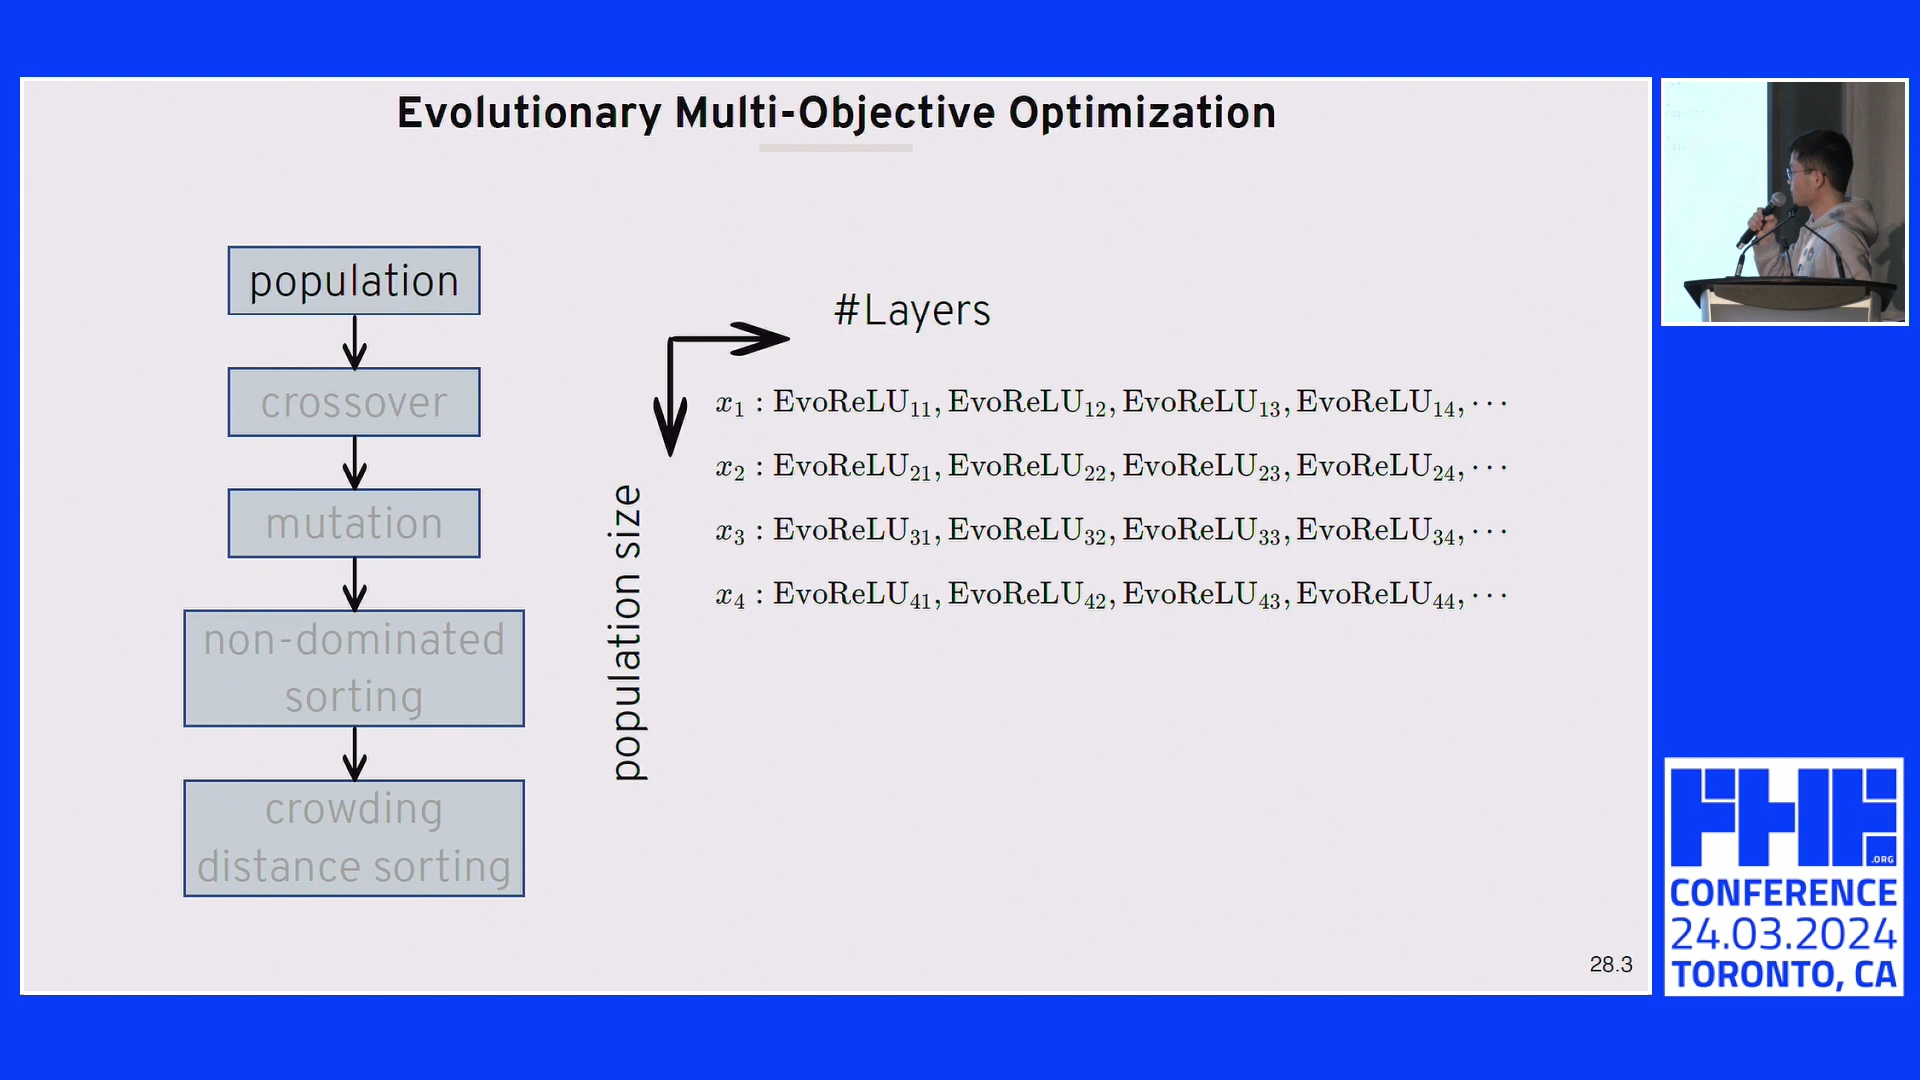 Evolutionary Multi-Objective Optimization
population
crossover
mutation
non-dominated
sorting
crowding
distance sorting
#Layers
population size
x₁ : EvoReLU₁₁, EvoReLU₁₂, EvoReLU₁₃, EvoReLU₁₄, ⋯
x₂ : EvoReLU₂₁, EvoReLU₂₂, EvoReLU₂₃, EvoReLU₂₄, ⋯
x₃ : EvoReLU₃₁, EvoReLU₃₂, EvoReLU₃₃, EvoReLU₃₄, ⋯
x₄ : EvoReLU₄₁, EvoReLU₄₂, EvoReLU₄₃, EvoReLU₄₄, ⋯
28.3
FHE
.ORG
CONFERENCE
24.03.2024
TORONTO, CA